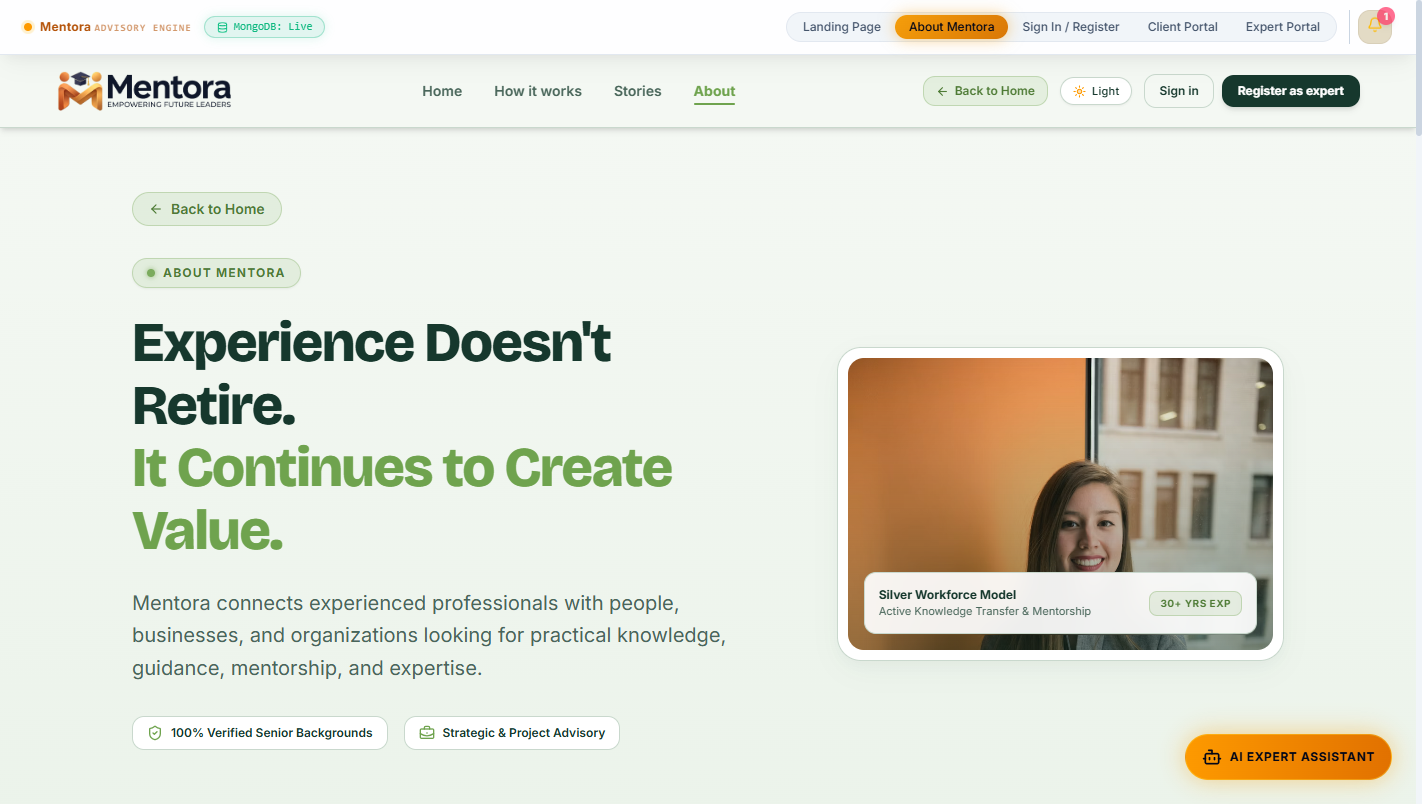 Mentora ADVISORY ENGINE
MongoDB: Live
Landing Page
About Mentora
Sign In / Register
Client Portal
Expert Portal
1
Mentora
EMPOWERING FUTURE LEADERS
Home
How it works
Stories
About
Back to Home
Light
Sign in
Register as expert
Back to Home
ABOUT MENTORA
Experience Doesn't
Retire.
It Continues to Create
Value.
Mentora connects experienced professionals with people,
businesses, and organizations looking for practical knowledge,
guidance, mentorship, and expertise.
100% Verified Senior Backgrounds
Strategic & Project Advisory
Silver Workforce Model
Active Knowledge Transfer & Mentorship
30+ YRS EXP
AI EXPERT ASSISTANT